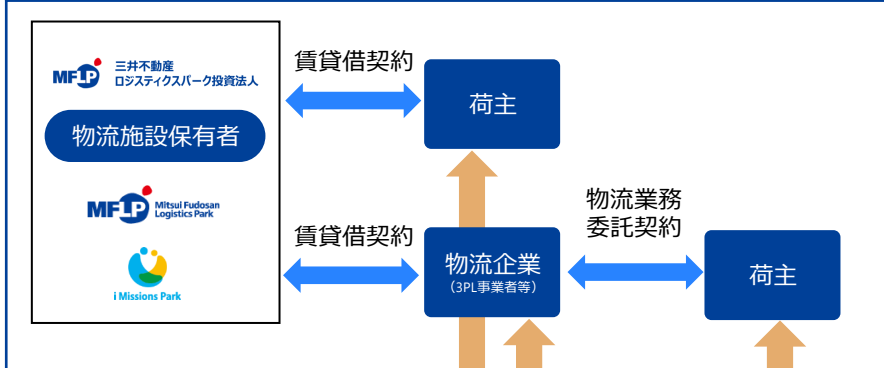 MFLP
三井不動産
ロジスティクスパーク投資法人
物流施設保有者
MFLP
Mitsui Fudosan
Logistics Park
i Missions Park
賃貸借契約
荷主
賃貸借契約
物流企業
（3PL事業者等）
物流業務
委託契約
荷主